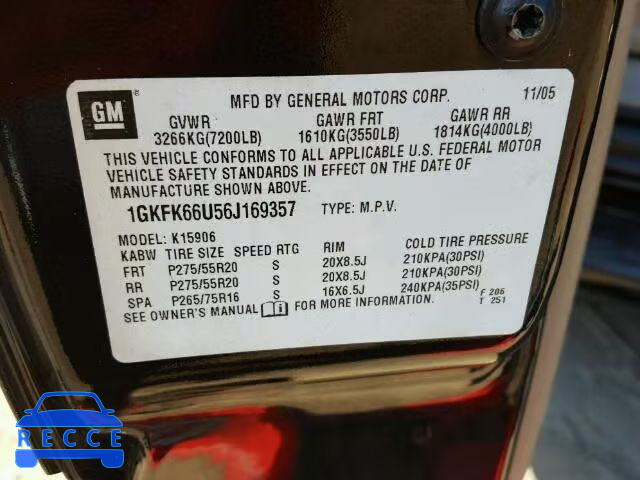 GM ®
MFD BY GENERAL MOTORS CORP. 11/05
GVWR GAWR FRT GAWR RR
3266KG(7200LB) 1610KG(3550LB) 1814KG(4000LB)
THIS VEHICLE CONFORMS TO ALL APPLICABLE U.S. FEDERAL MOTOR
VEHICLE SAFETY STANDARDS IN EFFECT ON THE DATE OF
MANUFACTURE SHOWN ABOVE.
1GKFK66U56J169357 TYPE: M.P.V.
MODEL: K15906
KABW TIRE SIZE SPEED RTG RIM COLD TIRE PRESSURE
FRT P275/55R20 S 20X8.5J 210KPA(30PSI)
RR P275/55R20 S 20X8.5J 210KPA(30PSI)
SPA P265/75R16 S 16X6.5J 240KPA(35PSI) F 206
SEE OWNER'S MANUAL FOR MORE INFORMATION. T 251
RECCE